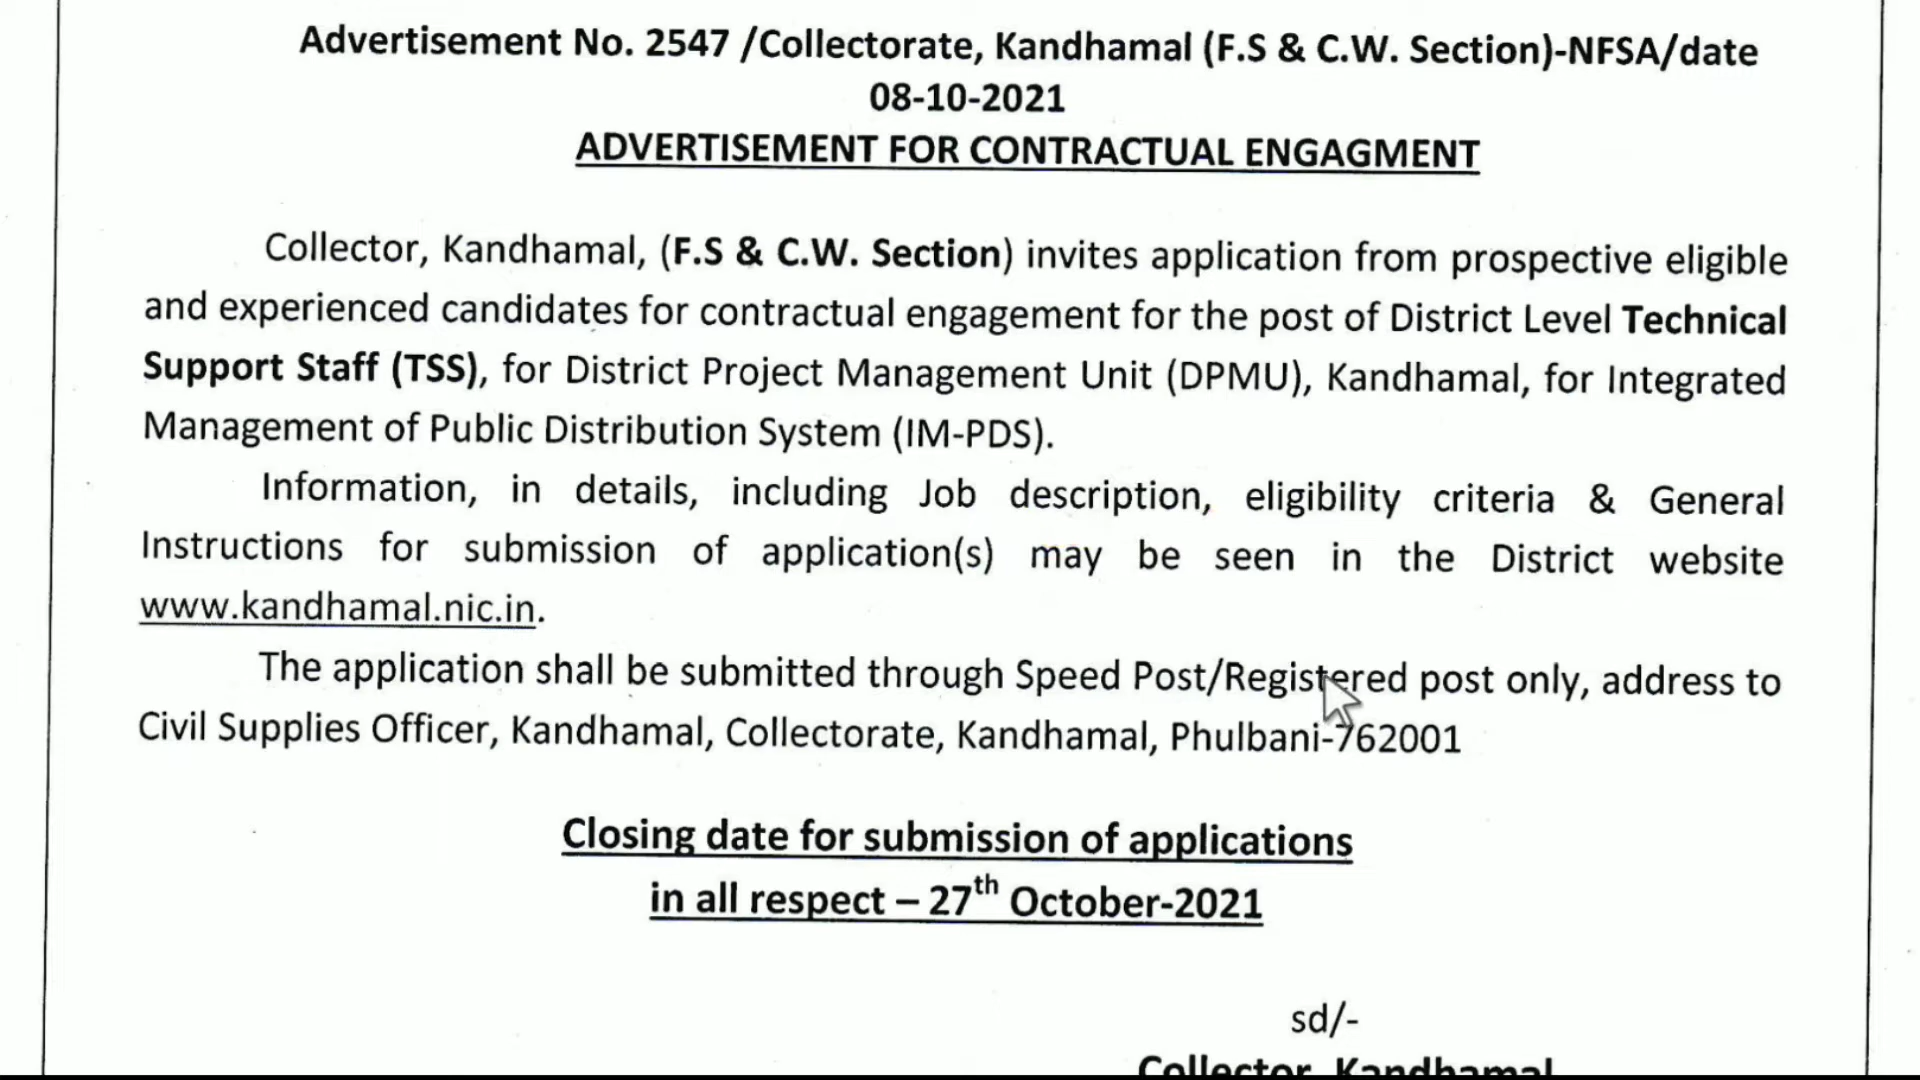 Advertisement No. 2547 /Collectorate, Kandhamal (F.S & C.W. Section)-NFSA/date
08-10-2021
ADVERTISEMENT FOR CONTRACTUAL ENGAGMENT
Collector, Kandhamal, (F.S & C.W. Section) invites application from prospective eligible
and experienced candidates for contractual engagement for the post of District Level Technical
Support Staff (TSS), for District Project Management Unit (DPMU), Kandhamal, for Integrated
Management of Public Distribution System (IM-PDS).
Information, in details, including Job description, eligibility criteria & General
Instructions for submission of application(s) may be seen in the District website
www.kandhamal.nic.in.
The application shall be submitted through Speed Post/Registered post only, address to
Civil Supplies Officer, Kandhamal, Collectorate, Kandhamal, Phulbani-762001
Closing date for submission of applications
in all respect – 27th October-2021
sd/-
Collector, Kandhamal